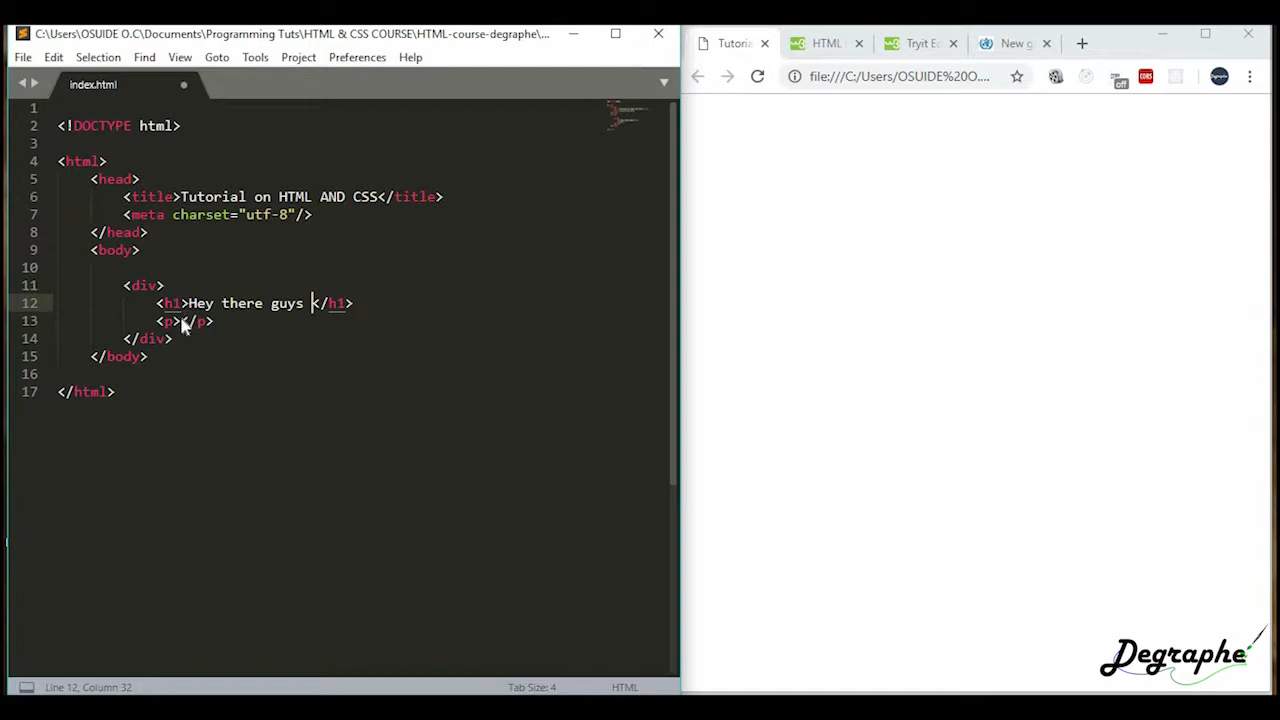 C:\Users\OSUIDE O.C\Documents\Programming Tuts\HTML & CSS COURSE\HTML-course-degraphe\...
File Edit Selection Find View Goto Tools Project Preferences Help
index.html
1
2 <!DOCTYPE html>
3
4 <html>
5 <head>
6 <title>Tutorial on HTML AND CSS</title>
7 <meta charset="utf-8"/>
8 </head>
9 <body>
10
11 <div>
12 <h1>Hey there guys </h1>
13 <p></p>
14 </div>
15 </body>
16
17 </html>
Line 12, Column 32 Tab Size: 4 HTML
Tutoria HTML Tryit Ed New g
file:///C:/Users/OSUIDE%20O....
off CORS
Degraphe